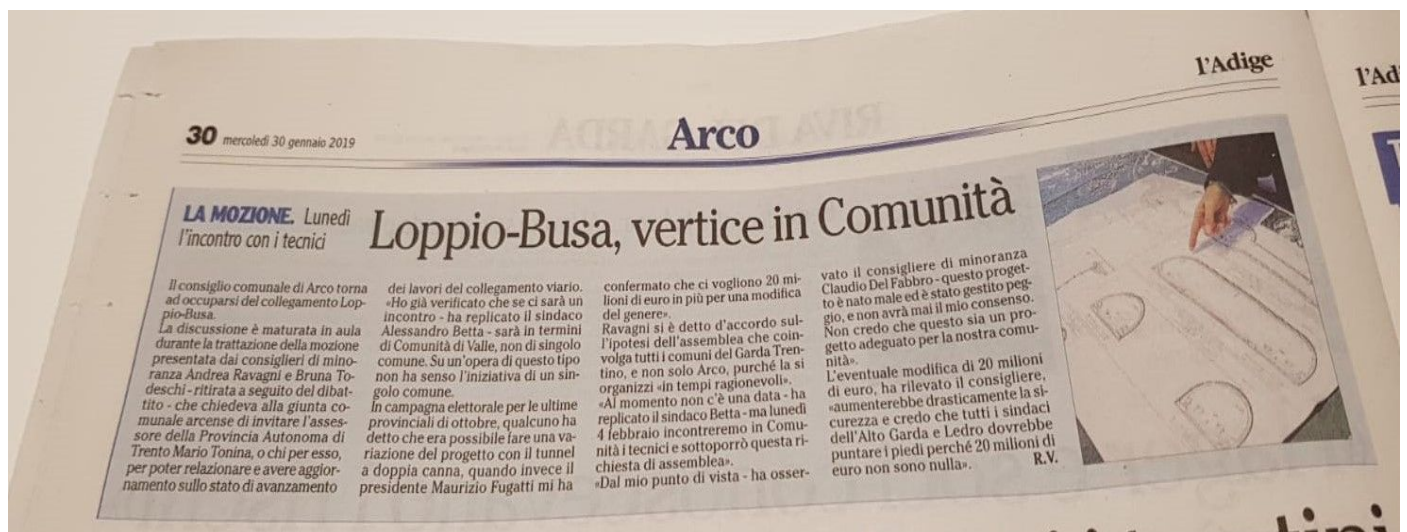 l'Adige
l'Ad
30 mercoledì 30 gennaio 2019
Arco
LA MOZIONE. Lunedì
l'incontro con i tecnici
Loppio-Busa, vertice in Comunità
Il consiglio comunale di Arco torna
ad occuparsi del collegamento Lop-
pio-Busa.
La discussione è maturata in aula
durante la trattazione della mozione
presentata dai consiglieri di mino-
ranza Andrea Ravagni e Bruna To-
deschi - ritirata a seguito del dibat-
tito - che chiedeva alla giunta co-
munale arcense di invitare l'asses-
sore della Provincia Autonoma di
Trento Mario Tonina, o chi per esso,
per poter relazionare e avere aggior-
namento sullo stato di avanzamento
dei lavori del collegamento viario.
«Ho già verificato che se ci sarà un
incontro - ha replicato il sindaco
Alessandro Betta - sarà in termini
di Comunità di Valle, non di singolo
comune. Su un'opera di questo tipo
non ha senso l'iniziativa di un sin-
golo comune.
In campagna elettorale per le ultime
provinciali di ottobre, qualcuno ha
detto che era possibile fare una va-
riazione del progetto con il tunnel
a doppia canna, quando invece il
presidente Maurizio Fugatti mi ha
confermato che ci vogliono 20 mi-
lioni di euro in più per una modifica
del genere».
Ravagni si è detto d'accordo sul-
l'ipotesi dell'assemblea che coin-
volga tutti i comuni del Garda Tren-
tino, e non solo Arco, purché la si
organizzi «in tempi ragionevoli».
«Al momento non c'è una data - ha
replicato il sindaco Betta - ma lunedì
4 febbraio incontreremo in Comu-
nità i tecnici e sottoporrò questa ri-
chiesta di assemblea».
«Dal mio punto di vista - ha osser-
vato il consigliere di minoranza
Claudio Del Fabbro - questo proget-
to è nato male ed è stato gestito peg-
gio, e non avrà mai il mio consenso.
Non credo che questo sia un pro-
getto adeguato per la nostra comu-
nità».
L'eventuale modifica di 20 milioni
di euro, ha rilevato il consigliere,
«aumenterebbe drasticamente la si-
curezza e credo che tutti i sindaci
dell'Alto Garda e Ledro dovrebbe
puntare i piedi perché 20 milioni di
euro non sono nulla».
R.V.